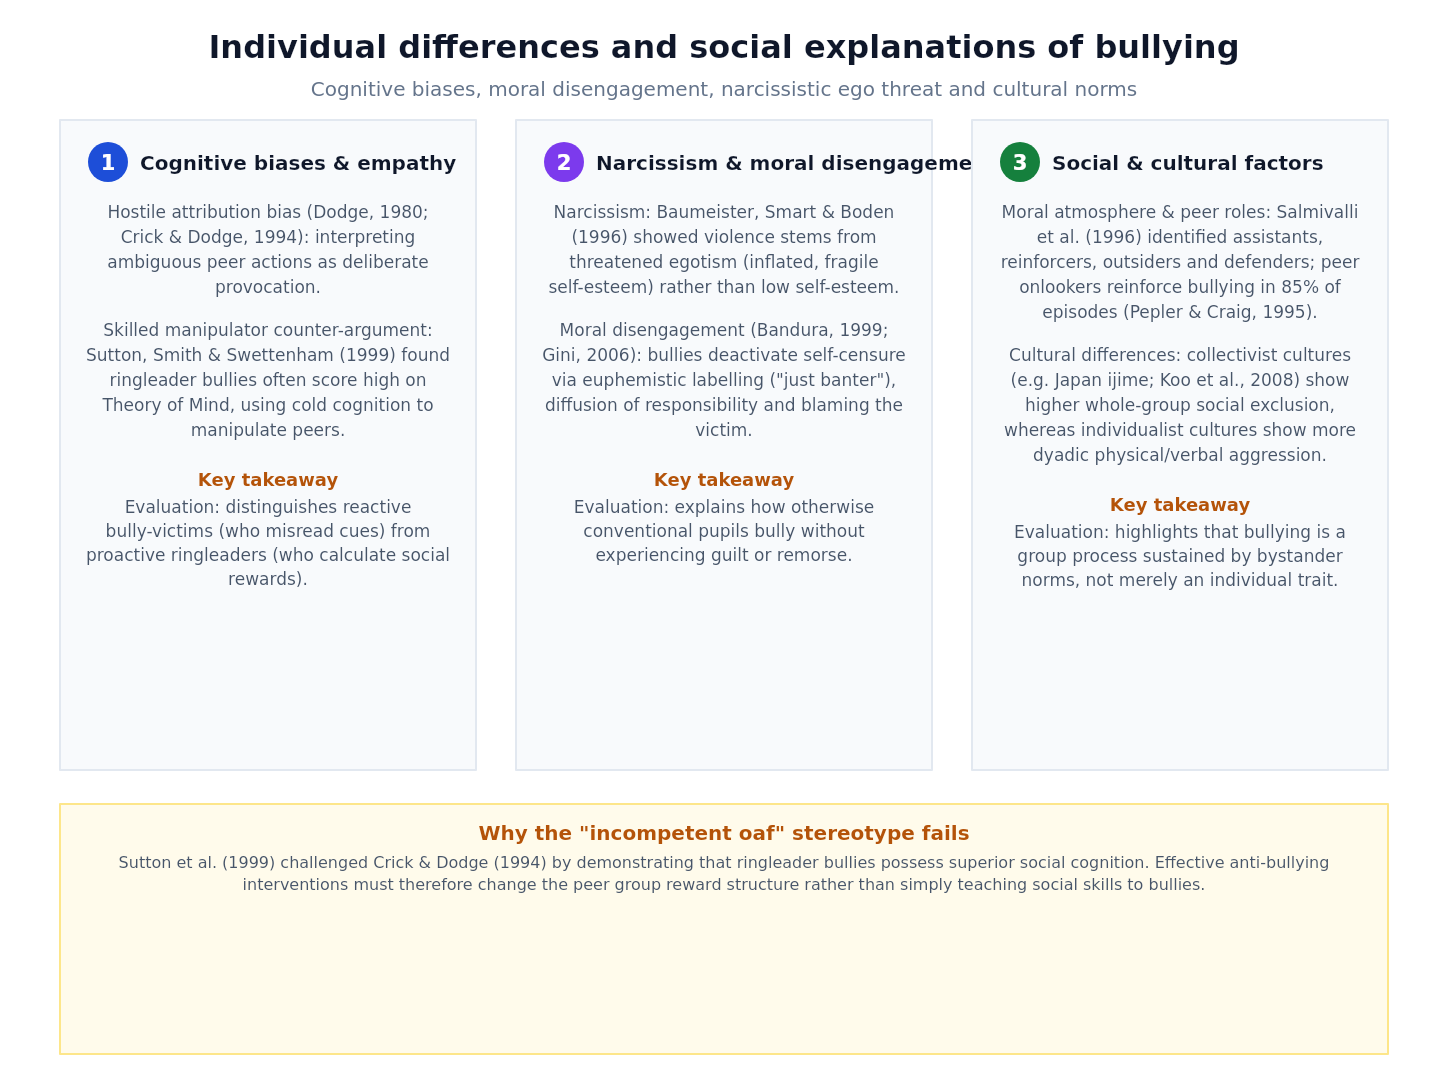 Individual differences and social explanations of bullying
Cognitive biases, moral disengagement, narcissistic ego threat and cultural norms
1 Cognitive biases & empathy
Hostile attribution bias (Dodge, 1980;
Crick & Dodge, 1994): interpreting
ambiguous peer actions as deliberate
provocation.
Skilled manipulator counter-argument:
Sutton, Smith & Swettenham (1999) found
ringleader bullies often score high on
Theory of Mind, using cold cognition to
manipulate peers.
Key takeaway
Evaluation: distinguishes reactive
bully-victims (who misread cues) from
proactive ringleaders (who calculate social
rewards).
2 Narcissism & moral disengageme
Narcissism: Baumeister, Smart & Boden
(1996) showed violence stems from
threatened egotism (inflated, fragile
self-esteem) rather than low self-esteem.
Moral disengagement (Bandura, 1999;
Gini, 2006): bullies deactivate self-censure
via euphemistic labelling ("just banter"),
diffusion of responsibility and blaming the
victim.
Key takeaway
Evaluation: explains how otherwise
conventional pupils bully without
experiencing guilt or remorse.
3 Social & cultural factors
Moral atmosphere & peer roles: Salmivalli
et al. (1996) identified assistants,
reinforcers, outsiders and defenders; peer
onlookers reinforce bullying in 85% of
episodes (Pepler & Craig, 1995).
Cultural differences: collectivist cultures
(e.g. Japan ijime; Koo et al., 2008) show
higher whole-group social exclusion,
whereas individualist cultures show more
dyadic physical/verbal aggression.
Key takeaway
Evaluation: highlights that bullying is a
group process sustained by bystander
norms, not merely an individual trait.
Why the "incompetent oaf" stereotype fails
Sutton et al. (1999) challenged Crick & Dodge (1994) by demonstrating that ringleader bullies possess superior social cognition. Effective anti-bullying
interventions must therefore change the peer group reward structure rather than simply teaching social skills to bullies.